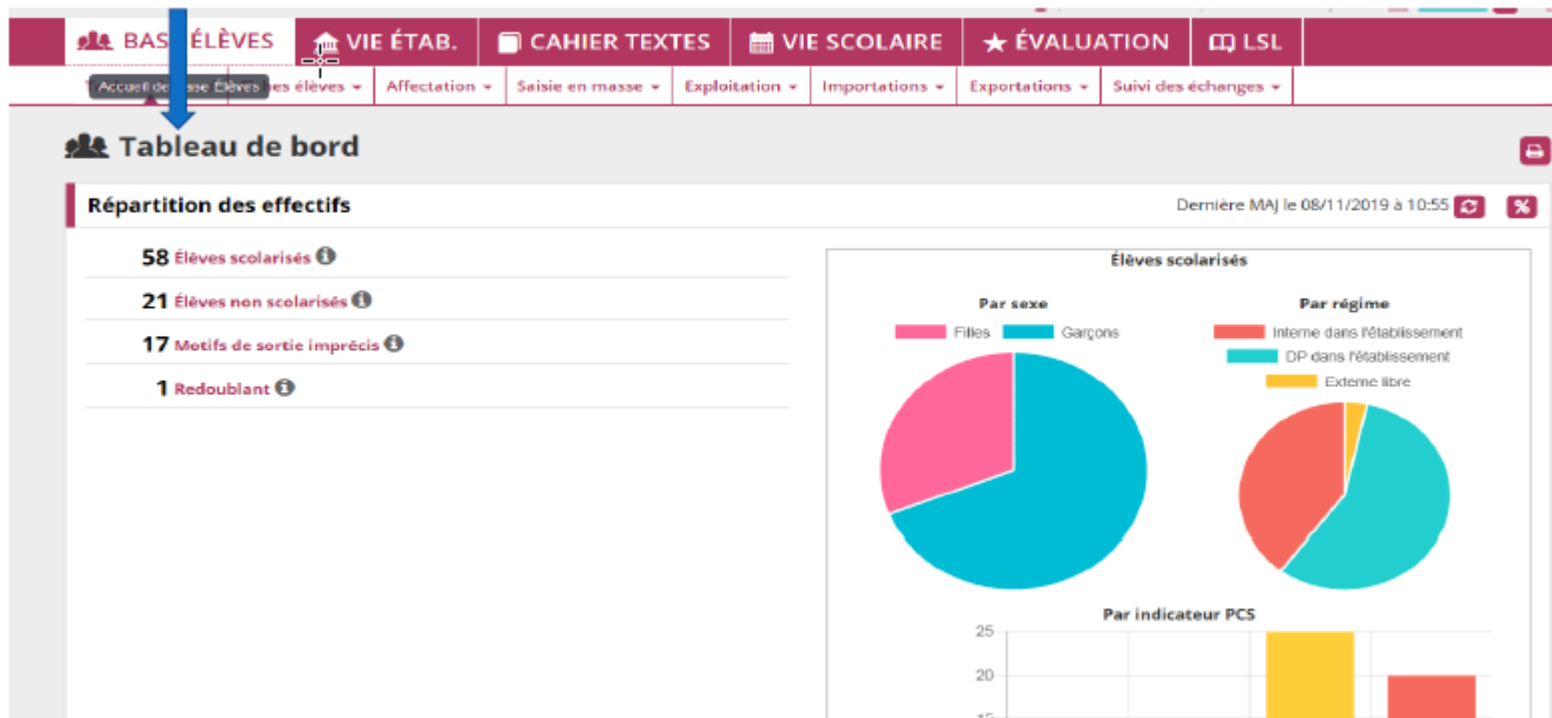 BAS ÉLÈVES VIE ÉTAB. CAHIER TEXTES VIE SCOLAIRE ★ ÉVALUATION LSL
Accueil de Base Élèves hes élèves Affectation Saisie en masse Exploitation Importations Exportations Suivi des échanges
Tableau de bord
Répartition des effectifs Dernière MAJ le 08/11/2019 à 10:55 %
58 Élèves scolarisés
21 Élèves non scolarisés
17 Motifs de sortie imprécis
1 Redoublant
Élèves scolarisés
Par sexe
Filles Garçons
Par régime
Interne dans l'établissement
DP dans l'établissement
Externe libre
Par indicateur PCS
25
20